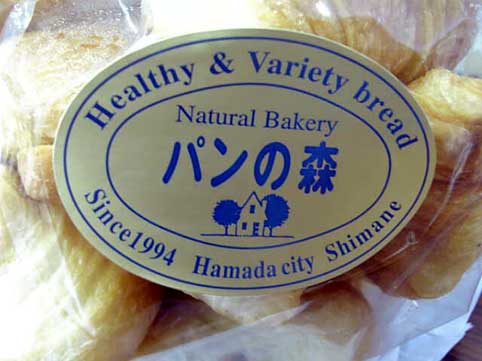 Healthy & Variety bread
Natural Bakery
パンの森
Since1994 Hamada city Shimane